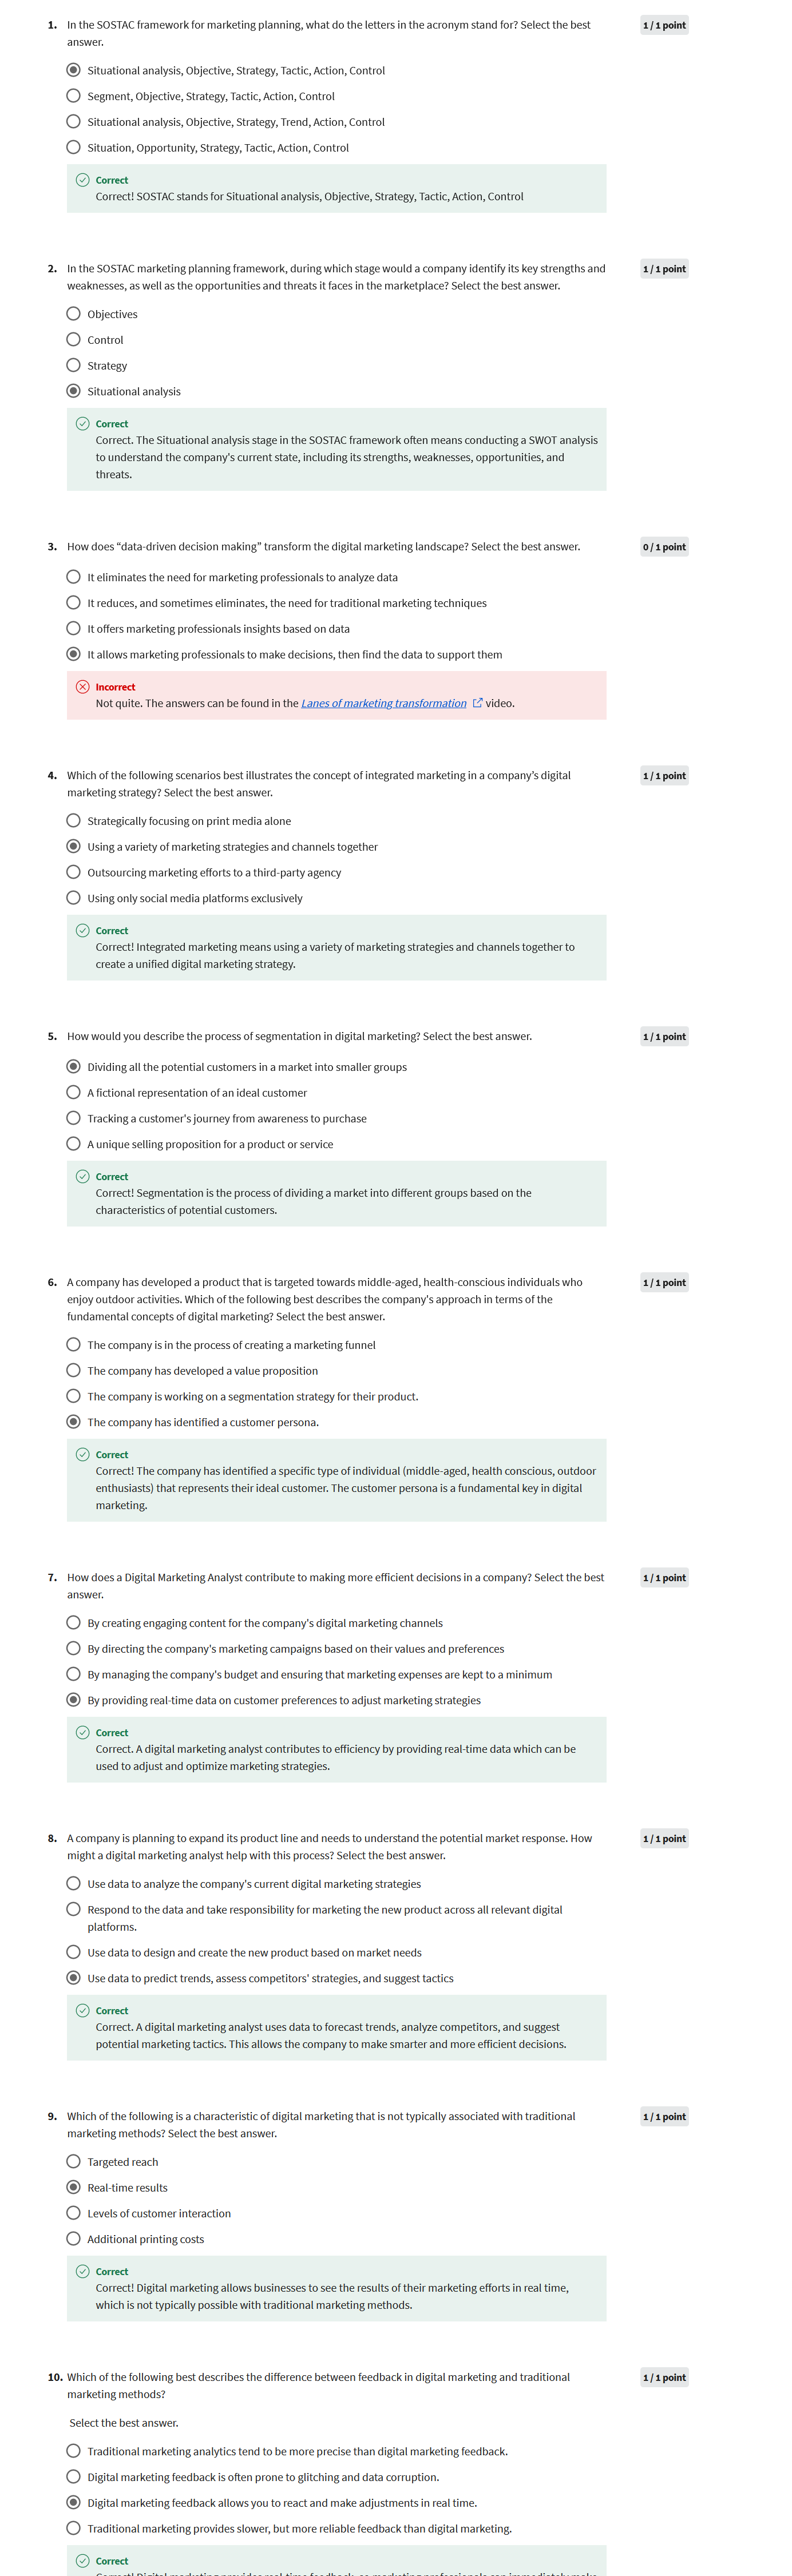 1. In the SOSTAC framework for marketing planning, what do the letters in the acronym stand for? Select the best
answer.
1 / 1 point
Situational analysis, Objective, Strategy, Tactic, Action, Control
Segment, Objective, Strategy, Tactic, Action, Control
Situational analysis, Objective, Strategy, Trend, Action, Control
Situation, Opportunity, Strategy, Tactic, Action, Control
Correct
Correct! SOSTAC stands for Situational analysis, Objective, Strategy, Tactic, Action, Control
2. In the SOSTAC marketing planning framework, during which stage would a company identify its key strengths and
weaknesses, as well as the opportunities and threats it faces in the marketplace? Select the best answer.
1 / 1 point
Objectives
Control
Strategy
Situational analysis
Correct
Correct. The Situational analysis stage in the SOSTAC framework often means conducting a SWOT analysis
to understand the company's current state, including its strengths, weaknesses, opportunities, and
threats.
3. How does “data-driven decision making” transform the digital marketing landscape? Select the best answer.
0 / 1 point
It eliminates the need for marketing professionals to analyze data
It reduces, and sometimes eliminates, the need for traditional marketing techniques
It offers marketing professionals insights based on data
It allows marketing professionals to make decisions, then find the data to support them
Incorrect
Not quite. The answers can be found in the Lanes of marketing transformation video.
4. Which of the following scenarios best illustrates the concept of integrated marketing in a company’s digital
marketing strategy? Select the best answer.
1 / 1 point
Strategically focusing on print media alone
Using a variety of marketing strategies and channels together
Outsourcing marketing efforts to a third-party agency
Using only social media platforms exclusively
Correct
Correct! Integrated marketing means using a variety of marketing strategies and channels together to
create a unified digital marketing strategy.
5. How would you describe the process of segmentation in digital marketing? Select the best answer.
1 / 1 point
Dividing all the potential customers in a market into smaller groups
A fictional representation of an ideal customer
Tracking a customer's journey from awareness to purchase
A unique selling proposition for a product or service
Correct
Correct! Segmentation is the process of dividing a market into different groups based on the
characteristics of potential customers.
6. A company has developed a product that is targeted towards middle-aged, health-conscious individuals who
enjoy outdoor activities. Which of the following best describes the company's approach in terms of the
fundamental concepts of digital marketing? Select the best answer.
1 / 1 point
The company is in the process of creating a marketing funnel
The company has developed a value proposition
The company is working on a segmentation strategy for their product.
The company has identified a customer persona.
Correct
Correct! The company has identified a specific type of individual (middle-aged, health conscious, outdoor
enthusiasts) that represents their ideal customer. The customer persona is a fundamental key in digital
marketing.
7. How does a Digital Marketing Analyst contribute to making more efficient decisions in a company? Select the best
answer.
1 / 1 point
By creating engaging content for the company's digital marketing channels
By directing the company's marketing campaigns based on their values and preferences
By managing the company's budget and ensuring that marketing expenses are kept to a minimum
By providing real-time data on customer preferences to adjust marketing strategies
Correct
Correct. A digital marketing analyst contributes to efficiency by providing real-time data which can be
used to adjust and optimize marketing strategies.
8. A company is planning to expand its product line and needs to understand the potential market response. How
might a digital marketing analyst help with this process? Select the best answer.
1 / 1 point
Use data to analyze the company's current digital marketing strategies
Respond to the data and take responsibility for marketing the new product across all relevant digital
platforms.
Use data to design and create the new product based on market needs
Use data to predict trends, assess competitors' strategies, and suggest tactics
Correct
Correct. A digital marketing analyst uses data to forecast trends, analyze competitors, and suggest
potential marketing tactics. This allows the company to make smarter and more efficient decisions.
9. Which of the following is a characteristic of digital marketing that is not typically associated with traditional
marketing methods? Select the best answer.
1 / 1 point
Targeted reach
Real-time results
Levels of customer interaction
Additional printing costs
Correct
Correct! Digital marketing allows businesses to see the results of their marketing efforts in real time,
which is not typically possible with traditional marketing methods.
10. Which of the following best describes the difference between feedback in digital marketing and traditional
marketing methods?
1 / 1 point
Select the best answer.
Traditional marketing analytics tend to be more precise than digital marketing feedback.
Digital marketing feedback is often prone to glitching and data corruption.
Digital marketing feedback allows you to react and make adjustments in real time.
Traditional marketing provides slower, but more reliable feedback than digital marketing.
Correct